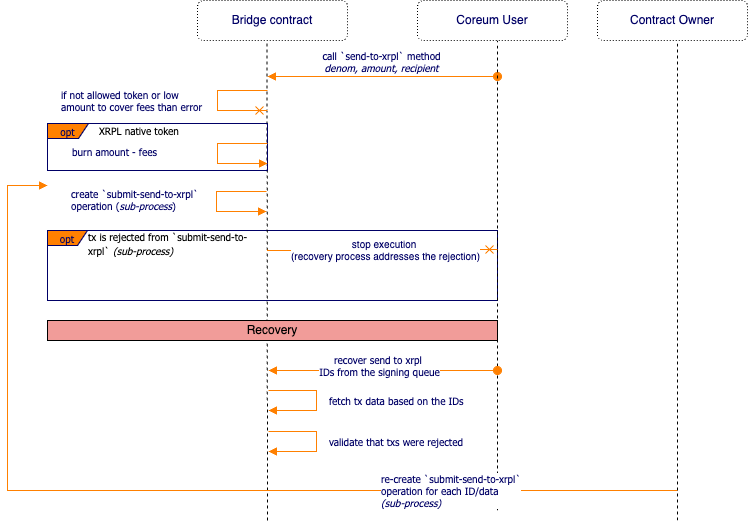 Bridge contract
Coreum User
Contract Owner
call `send-to-xrpl` method
denom, amount, recipient
if not allowed token or low
amount to cover fees than error
opt
XRPL native token
burn amount - fees
create `submit-send-to-xrpl`
operation (sub-process)
opt
tx is rejected from `submit-send-to-
xrpl` (sub-process)
stop execution
(recovery process addresses the rejection)
Recovery
recover send to xrpl
IDs from the signing queue
fetch tx data based on the IDs
validate that txs were rejected
re-create `submit-send-to-xrpl`
operation for each ID/data
(sub-process)